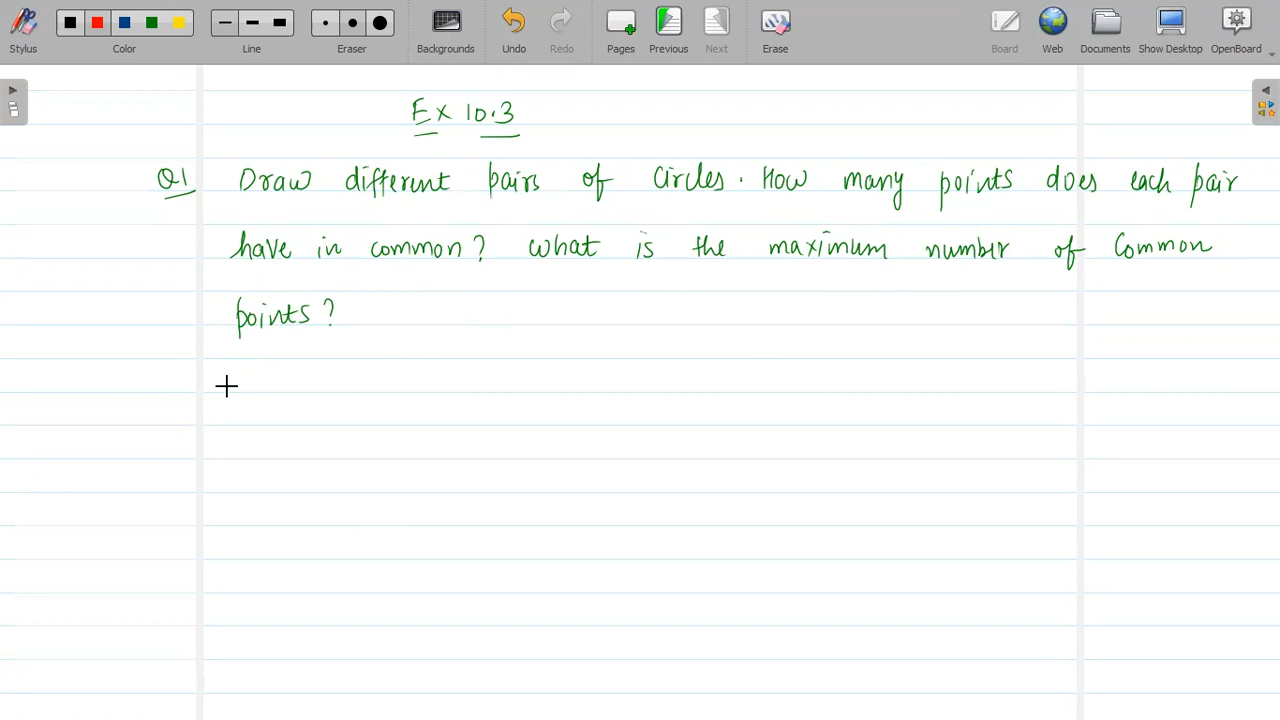 Stylus Color Line Eraser Backgrounds Undo Redo Pages Previous Next Erase Board Web Documents Show Desktop OpenBoard
Ex 10.3
Q1 Draw different pairs of circles. How many points does each pair
have in common? What is the maximum number of common
points?